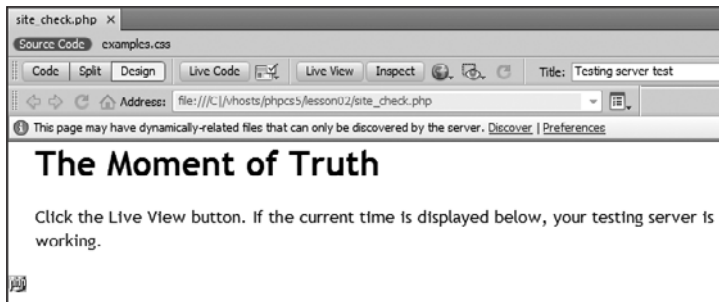 site_check.php ×
Source Code examples.css
Code Split Design Live Code Live View Inspect Title: Testing server test
Address: file:///C|/vhosts/phpcs5/lesson02/site_check.php
This page may have dynamically-related files that can only be discovered by the server. Discover | Preferences
The Moment of Truth
Click the Live View button. If the current time is displayed below, your testing server is
working.
php